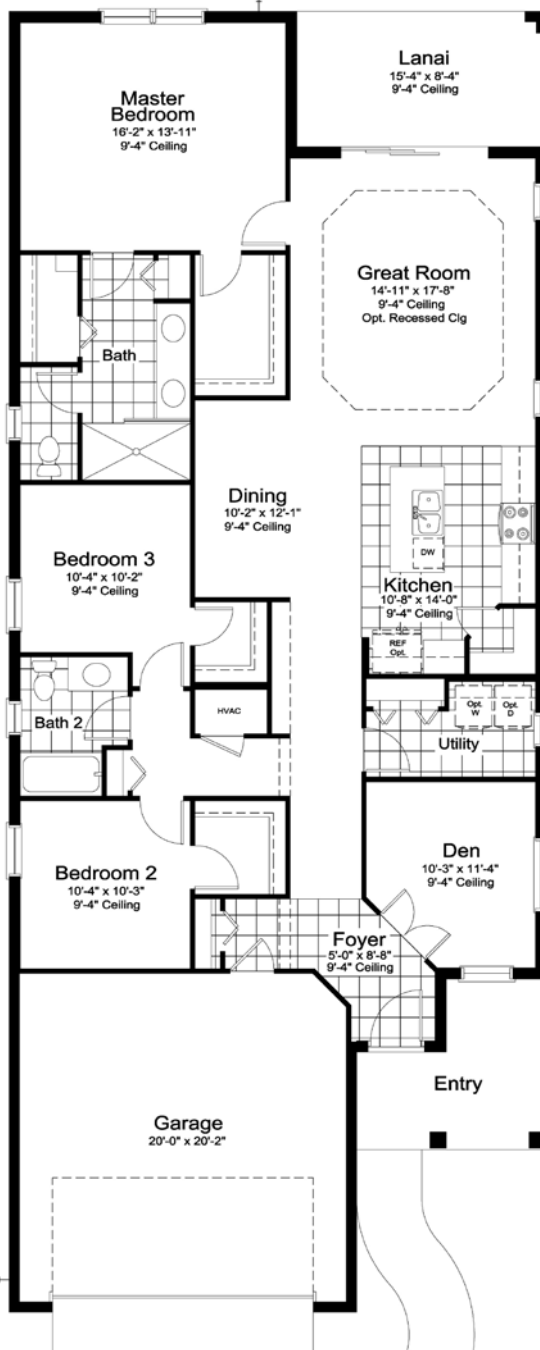 Lanai
15'-4" x 8'-4"
9'-4" Ceiling
Master
Bedroom
16'-2" x 13'-11"
9'-4" Ceiling
Great Room
14'-11" x 17'-8"
9'-4" Ceiling
Opt. Recessed Clg
Bath
Dining
10'-2" x 12'-1"
9'-4" Ceiling
DW
Bedroom 3
10'-4" x 10'-2"
9'-4" Ceiling
Kitchen
10'-8" x 14'-0"
9'-4" Ceiling
REF
Opt.
Bath 2
HVAC
Opt.
W
Opt.
D
Utility
Den
10'-3" x 11'-4"
9'-4" Ceiling
Bedroom 2
10'-4" x 10'-3"
9'-4" Ceiling
Foyer
5'-0" x 8'-8"
9'-4" Ceiling
Entry
Garage
20'-0" x 20'-2"